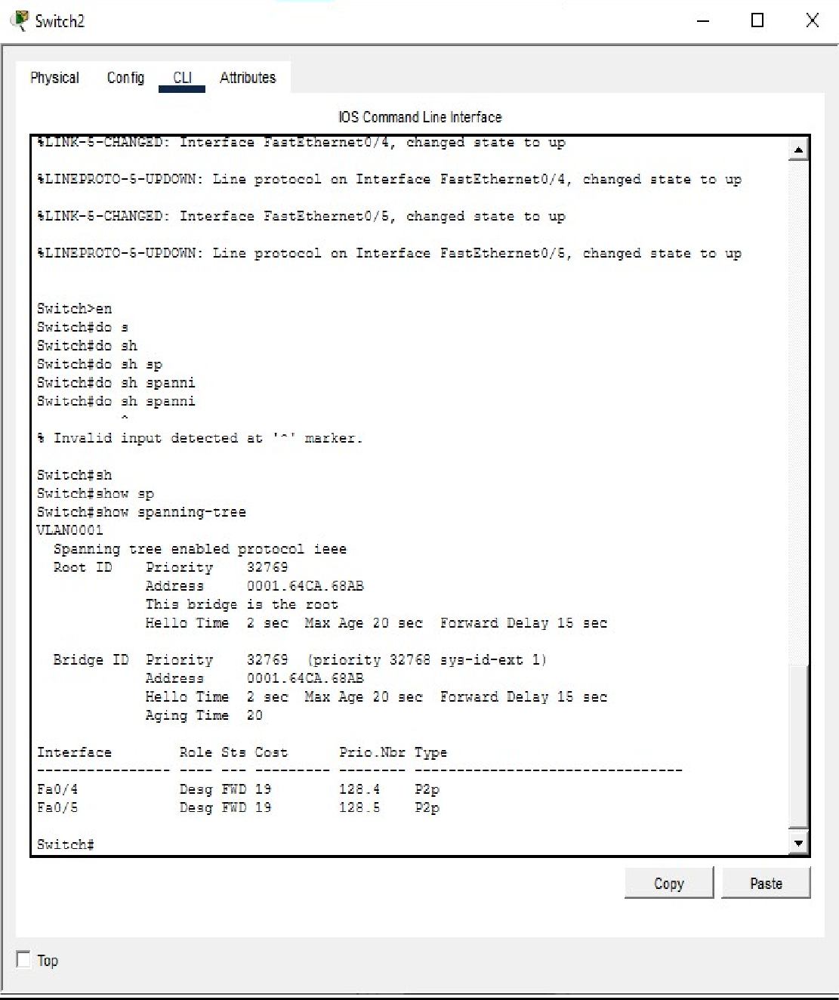 Switch2
Physical Config CLI Attributes
IOS Command Line Interface
%LINK-5-CHANGED: Interface FastEthernet0/4, changed state to up
%LINEPROTO-5-UPDOWN: Line protocol on Interface FastEthernet0/4, changed state to up
%LINK-5-CHANGED: Interface FastEthernet0/5, changed state to up
%LINEPROTO-5-UPDOWN: Line protocol on Interface FastEthernet0/5, changed state to up
Switch>en
Switch#do s
Switch#do sh
Switch#do sh sp
Switch#do sh spanni
Switch#do sh spanni
^
% Invalid input detected at '^' marker.
Switch#sh
Switch#show sp
Switch#show spanning-tree
VLAN0001
Spanning tree enabled protocol ieee
Root ID Priority 32769
Address 0001.64CA.68AB
This bridge is the root
Hello Time 2 sec Max Age 20 sec Forward Delay 15 sec
Bridge ID Priority 32769 (priority 32768 sys-id-ext 1)
Address 0001.64CA.68AB
Hello Time 2 sec Max Age 20 sec Forward Delay 15 sec
Aging Time 20
Interface Role Sts Cost Prio.Nbr Type
---------------- ---- --- --------- -------- --------------------------------
Fa0/4 Desg FWD 19 128.4 P2p
Fa0/5 Desg FWD 19 128.5 P2p
Switch#
Copy Paste
Top